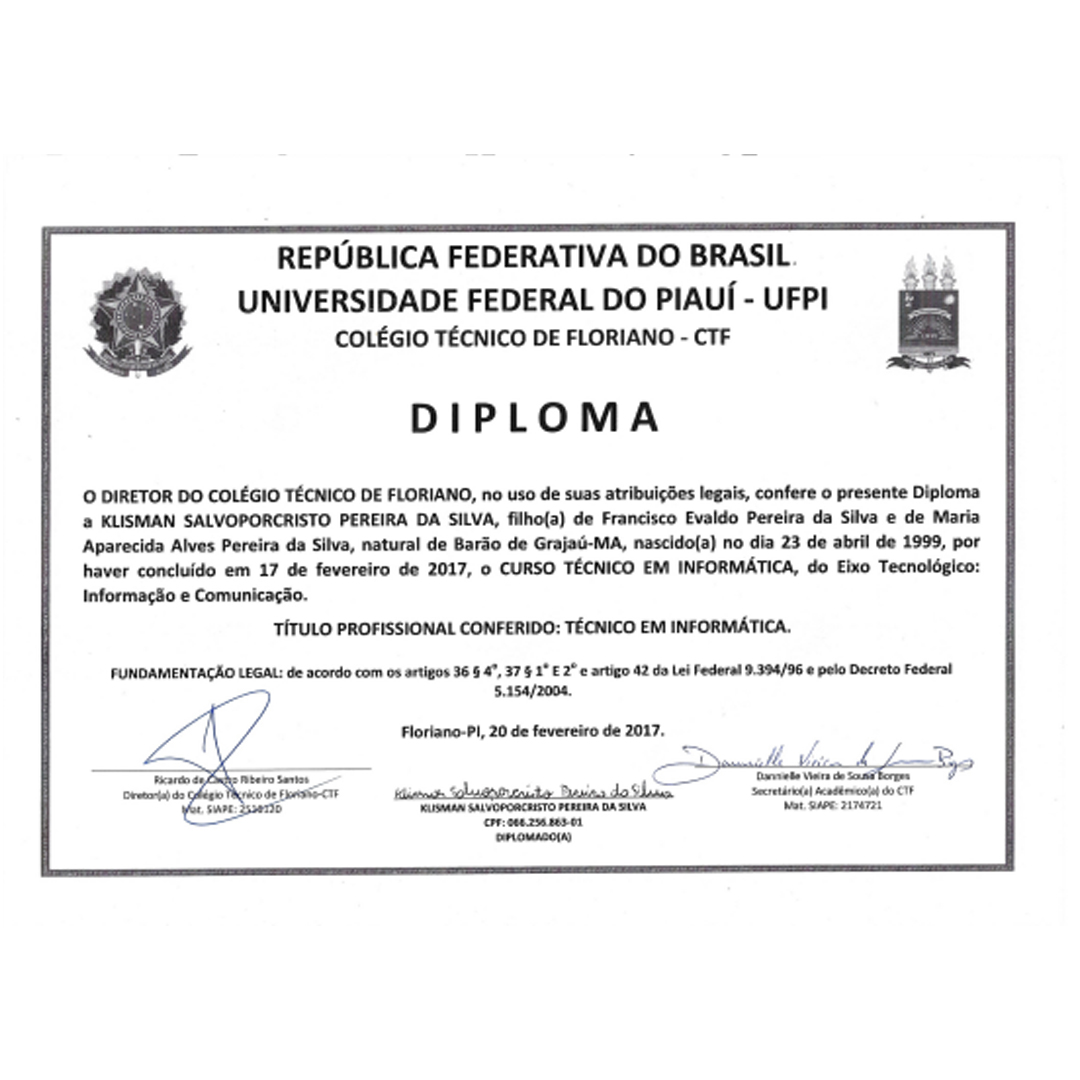 REPÚBLICA FEDERATIVA DO BRASIL
UNIVERSIDADE FEDERAL DO PIAUÍ - UFPI
COLÉGIO TÉCNICO DE FLORIANO - CTF
DIPLOMA
O DIRETOR DO COLÉGIO TÉCNICO DE FLORIANO, no uso de suas atribuições legais, confere o presente Diploma
a KLISMAN SALVOPORCRISTO PEREIRA DA SILVA, filho(a) de Francisco Evaldo Pereira da Silva e de Maria
Aparecida Alves Pereira da Silva, natural de Barão de Grajaú-MA, nascido(a) no dia 23 de abril de 1999, por
haver concluído em 17 de fevereiro de 2017, o CURSO TÉCNICO EM INFORMÁTICA, do Eixo Tecnológico:
Informação e Comunicação.
TÍTULO PROFISSIONAL CONFERIDO: TÉCNICO EM INFORMÁTICA.
FUNDAMENTAÇÃO LEGAL: de acordo com os artigos 36 § 4º, 37 § 1º E 2º e artigo 42 da Lei Federal 9.394/96 e pelo Decreto Federal
5.154/2004.
Floriano-PI, 20 de fevereiro de 2017.
Ricardo de Castro Ribeiro Santos
Diretor(a) do Colégio Técnico de Floriano-CTF
Mat. SIAPE:
Klisman Salvoporcristo Pereira da Silva
KLISMAN SALVOPORCRISTO PEREIRA DA SILVA
CPF: 066.256.863-01
DIPLOMADO(A)
Dannielle Vieira de Sousa Borges
Dannielle Vieira de Sousa Borges
Secretário(a) Acadêmico(a) do CTF
Mat. SIAPE: 2174721